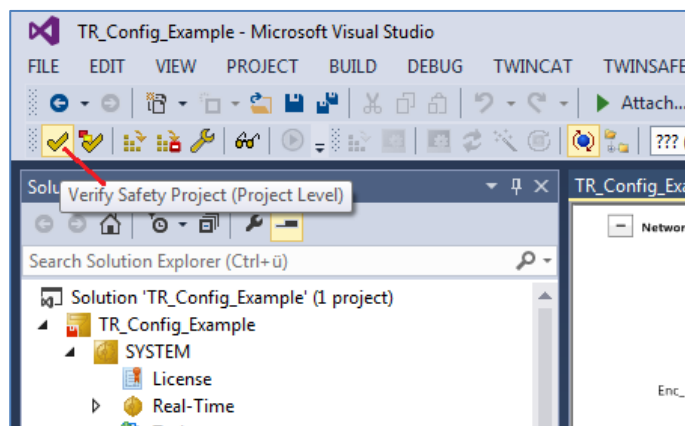 TR_Config_Example - Microsoft Visual Studio
FILE EDIT VIEW PROJECT BUILD DEBUG TWINCAT TWINSAFE
Attach...
???
Verify Safety Project (Project Level)
TR_Config_Exa
Networ
Search Solution Explorer (Ctrl+ü)
Solution 'TR_Config_Example' (1 project)
TR_Config_Example
SYSTEM
License
Enc_
Real-Time